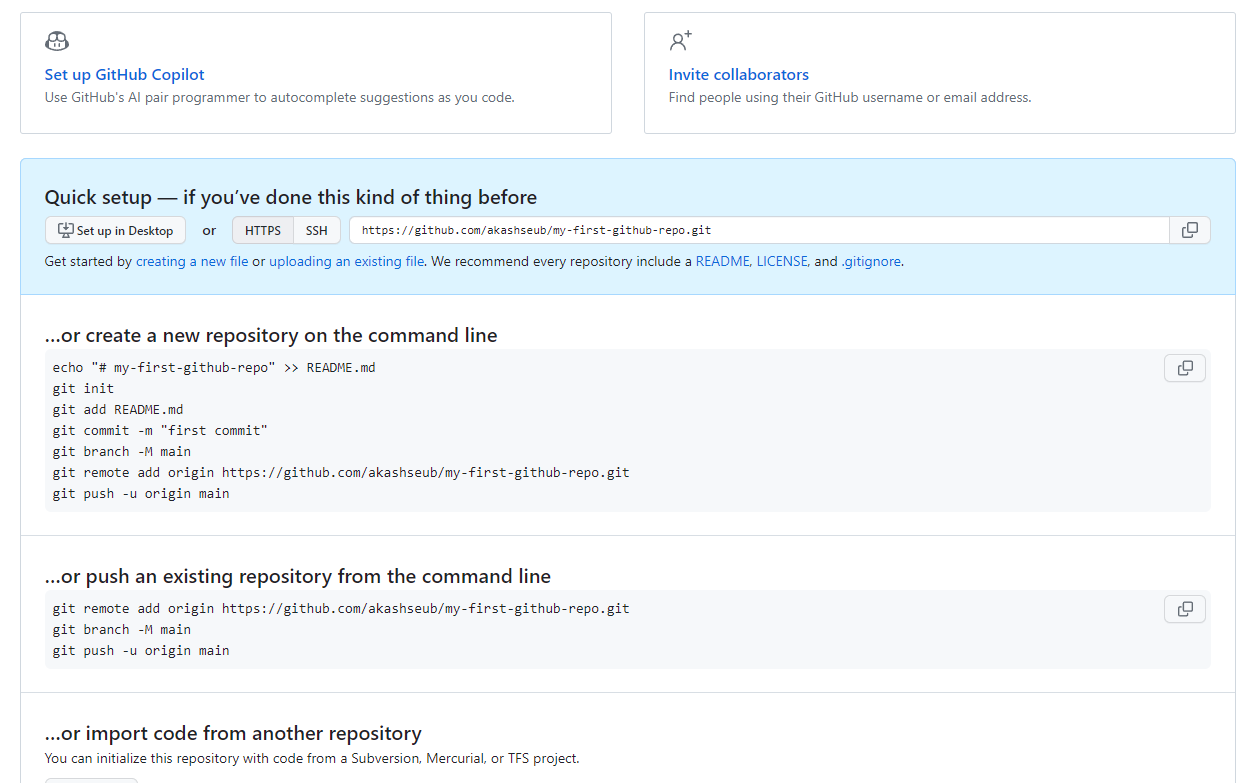 Set up GitHub Copilot
Use GitHub's AI pair programmer to autocomplete suggestions as you code.
Invite collaborators
Find people using their GitHub username or email address.
Quick setup — if you’ve done this kind of thing before
Set up in Desktop or HTTPS SSH https://github.com/akashseub/my-first-github-repo.git
Get started by creating a new file or uploading an existing file. We recommend every repository include a README, LICENSE, and .gitignore.
…or create a new repository on the command line
echo "# my-first-github-repo" >> README.md
git init
git add README.md
git commit -m "first commit"
git branch -M main
git remote add origin https://github.com/akashseub/my-first-github-repo.git
git push -u origin main
…or push an existing repository from the command line
git remote add origin https://github.com/akashseub/my-first-github-repo.git
git branch -M main
git push -u origin main
…or import code from another repository
You can initialize this repository with code from a Subversion, Mercurial, or TFS project.